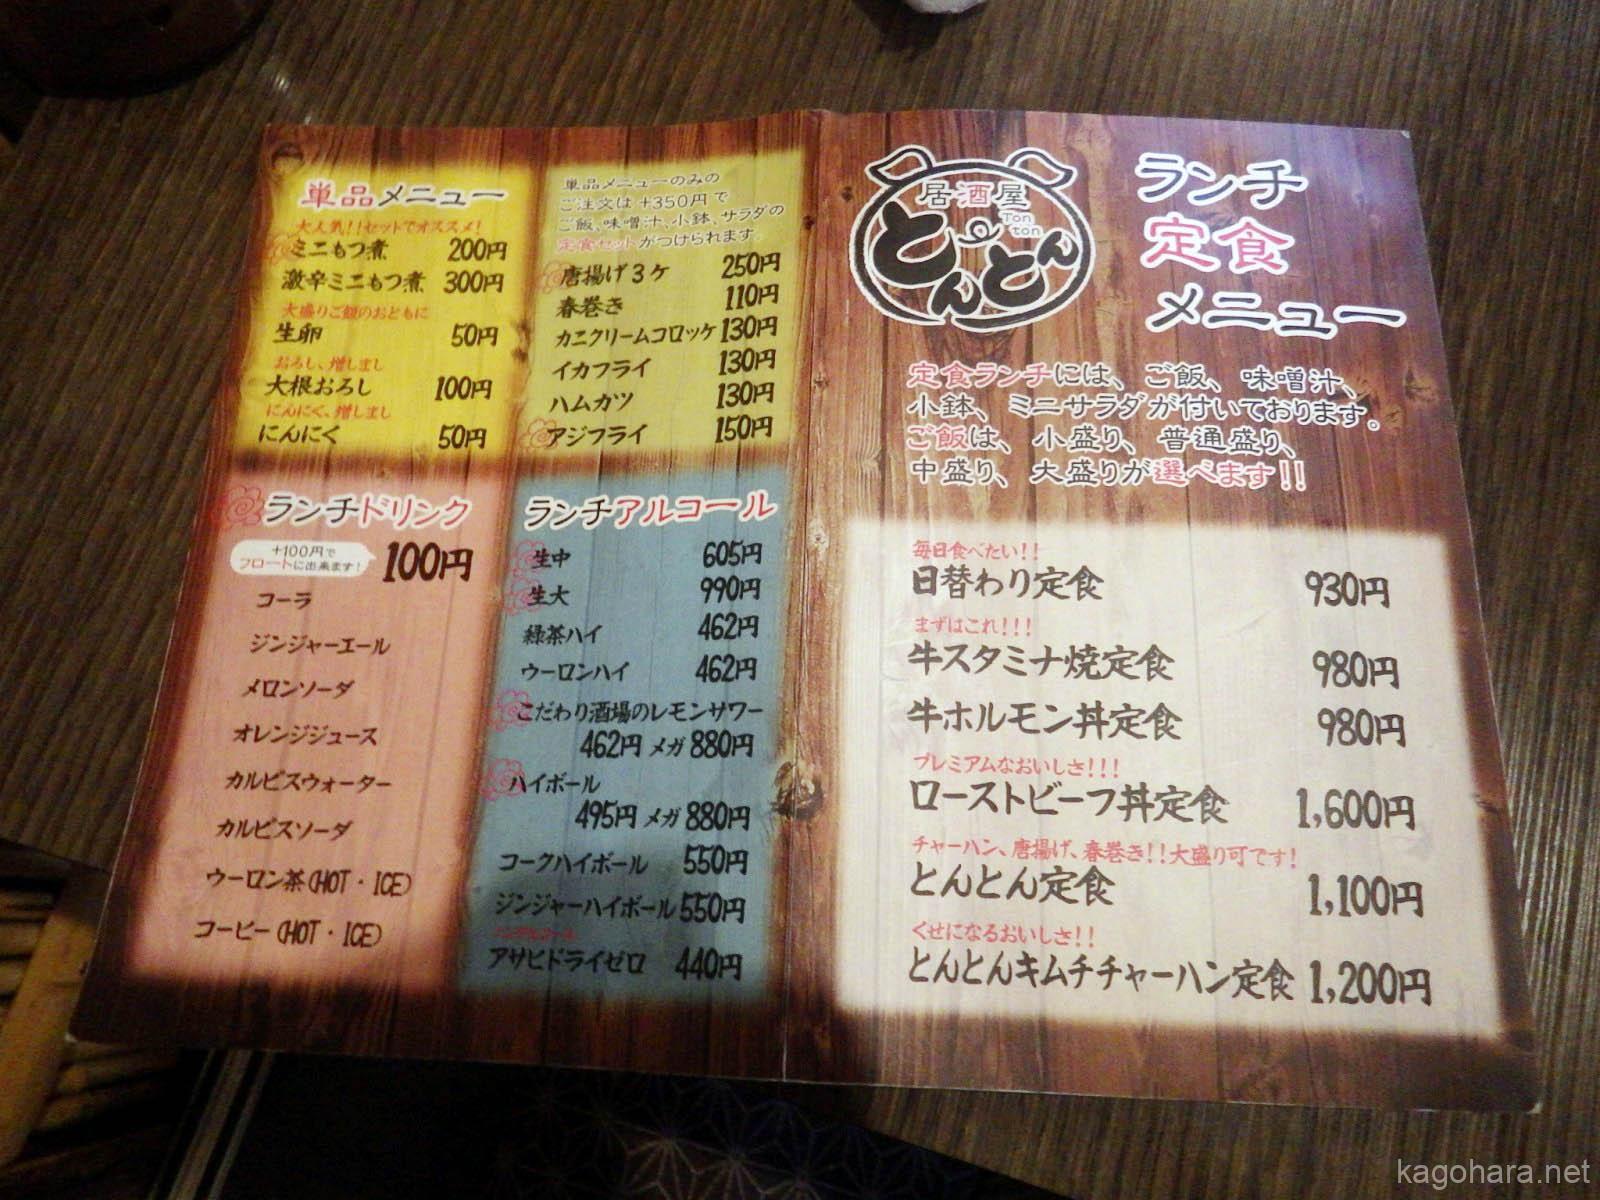 単品メニュー
大人気!!セットでオススメ!
ミニもつ煮 200円
激辛ミニもつ煮 300円
大盛りご飯のおともに
生卵 50円
おろし、増しまし
大根おろし 100円
にんにく、増しまし
にんにく 50円
単品メニューのみの
ご注文は +350円で
ご飯、味噌汁、小鉢、サラダの
定食セットがつけられます。
唐揚げ3ケ 250円
春巻き 110円
カニクリームコロッケ 130円
イカフライ 130円
ハムカツ 130円
アジフライ 150円
ランチドリンク
+100円で
フロートに出来ます!
100円
コーラ
ジンジャーエール
メロンソーダ
オレンジジュース
カルピスウォーター
カルピスソーダ
ウーロン茶(HOT・ICE)
コーヒー(HOT・ICE)
ランチアルコール
生中 605円
生大 990円
緑茶ハイ 462円
ウーロンハイ 462円
こだわり酒場のレモンサワー
462円 メガ 880円
ハイボール
495円 メガ 880円
コークハイボール 550円
ジンジャーハイボール 550円
ノンアルコール
アサヒドライゼロ 440円
居酒屋
Ton
ton
とんとん
ランチ
定食
メニュー
定食ランチには、ご飯、味噌汁、
小鉢、ミニサラダが付いております。
ご飯は、小盛り、普通盛り、
中盛り、大盛りが選べます!!
毎日食べたい!!
日替わり定食 930円
まずはこれ!!!
牛スタミナ焼定食 980円
牛ホルモン丼定食 980円
プレミアムなおいしさ!!!
ローストビーフ丼定食 1,600円
チャーハン、唐揚げ、春巻き!!大盛り可です!
とんとん定食 1,100円
くせになるおいしさ!!
とんとんキムチチャーハン定食 1,200円
kagohara.net